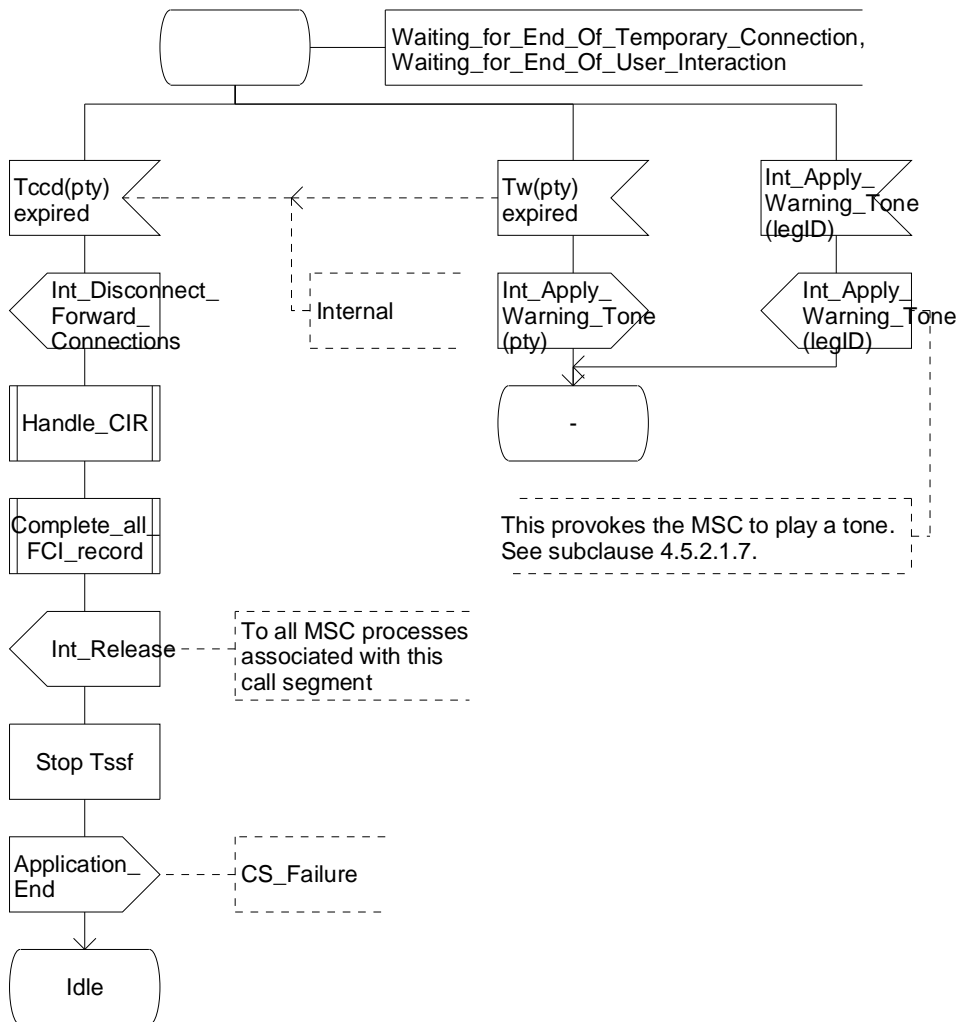 Waiting_for_End_Of_Temporary_Connection,
Waiting_for_End_Of_User_Interaction
Tccd(pty)
expired
Tw(pty)
expired
Int_Apply_
Warning_Tone
(legID)
Int_Disconnect_
Forward_
Connections
Internal
Int_Apply_
Warning_Tone
(pty)
Int_Apply_
Warning_Tone
(legID)
Handle_CIR
-
Complete_all_
FCI_record
This provokes the MSC to play a tone.
See subclause 4.5.2.1.7.
Int_Release
To all MSC processes
associated with this
call segment
Stop Tssf
Application_
End
CS_Failure
Idle